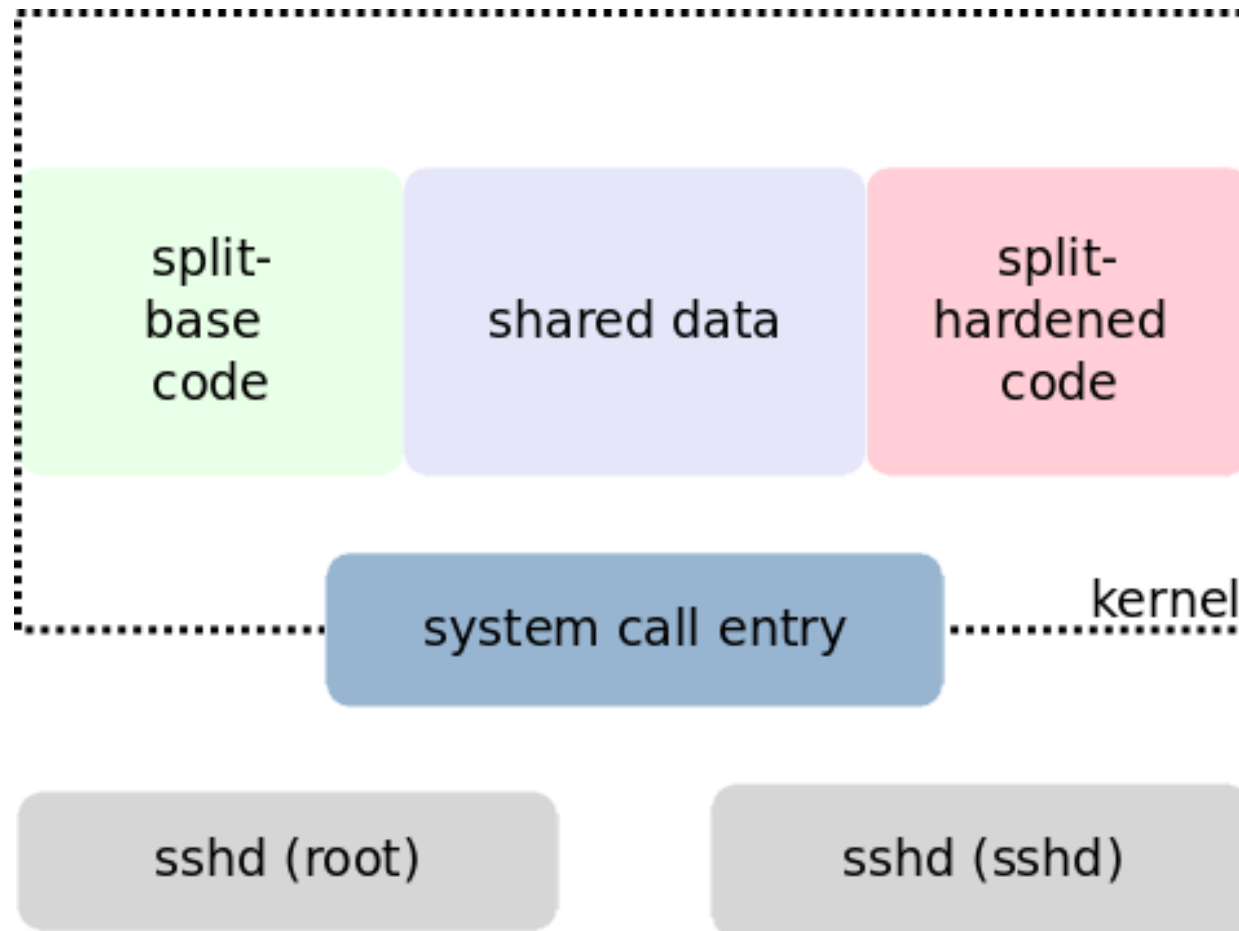 split-
base
code
shared data
split-
hardened
code
system call entry
kernel
sshd (root)
sshd (sshd)